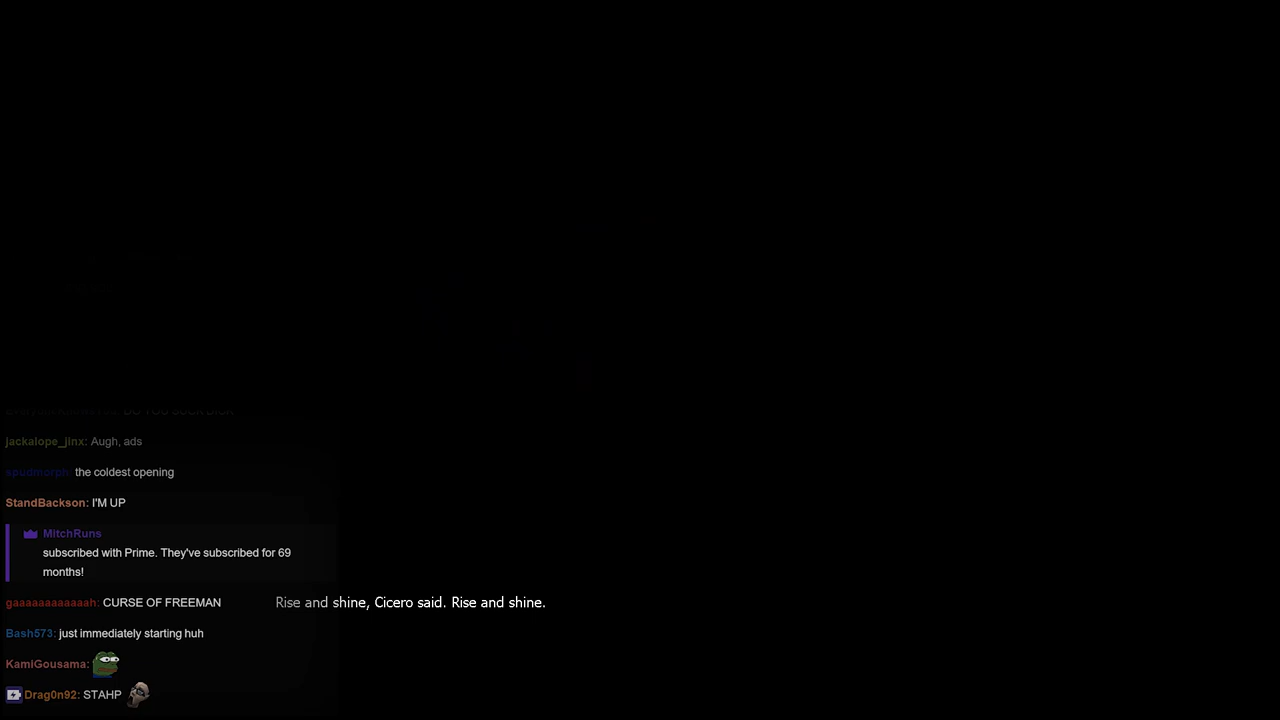 jackalope_jinx: Augh, ads
spudmorph: the coldest opening
StandBackson: I'M UP
MitchRuns
subscribed with Prime. They've subscribed for 69
months!
gaaaaaaaaaaaah: CURSE OF FREEMAN
Rise and shine, Cicero said. Rise and shine.
Bash573: just immediately starting huh
KamiGousama:
Drag0n92: STAHP